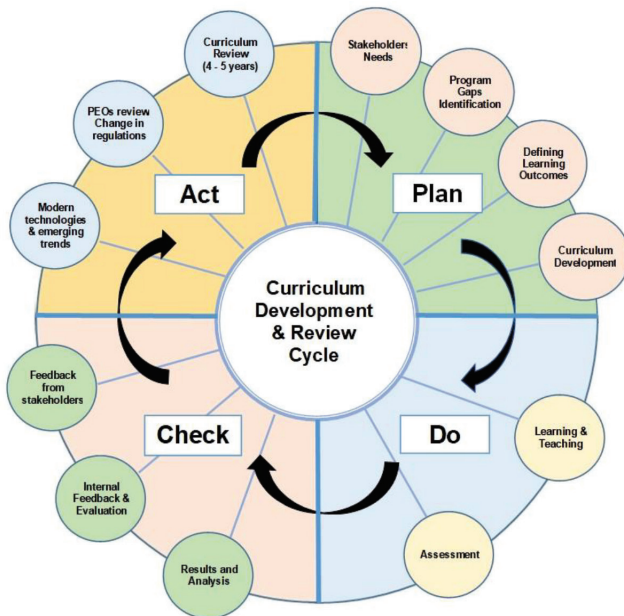 Curriculum
Review
(4 - 5 years)
Stakeholders
Needs
Program
Gaps
Identification
PEOs review
Change in
regulations
Defining
Learning
Outcomes
Act
Plan
Modern
technologies
& emerging
trends
Curriculum
Development
Curriculum
Development
& Review
Cycle
Feedback
from
stakeholders
Check
Do
Learning &
Teaching
Internal
Feedback &
Evaluation
Results and
Analysis
Assessment